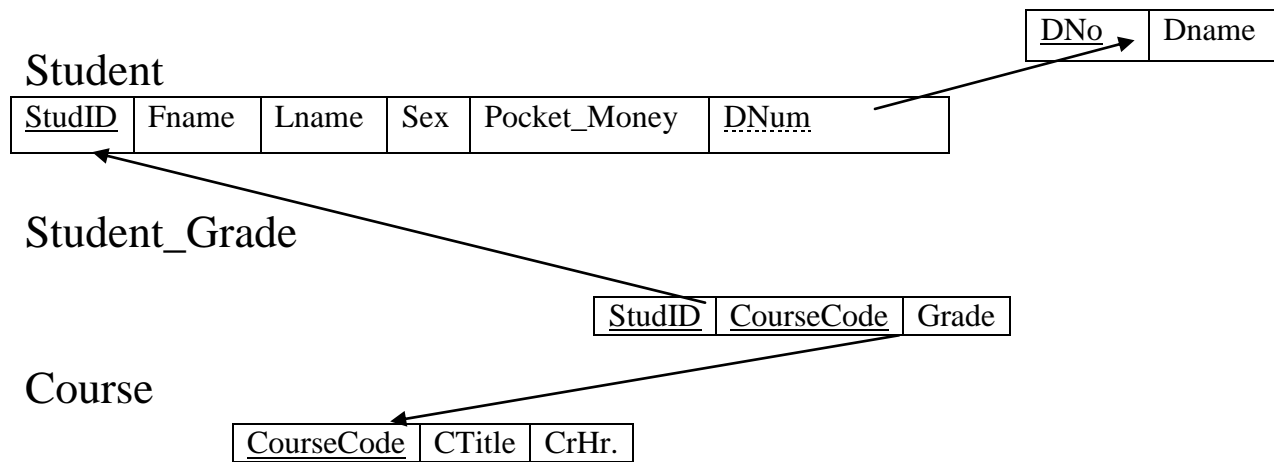 DNo Dname
Student
StudID Fname Lname Sex Pocket_Money DNum
Student_Grade
StudID CourseCode Grade
Course
CourseCode CTitle CrHr.